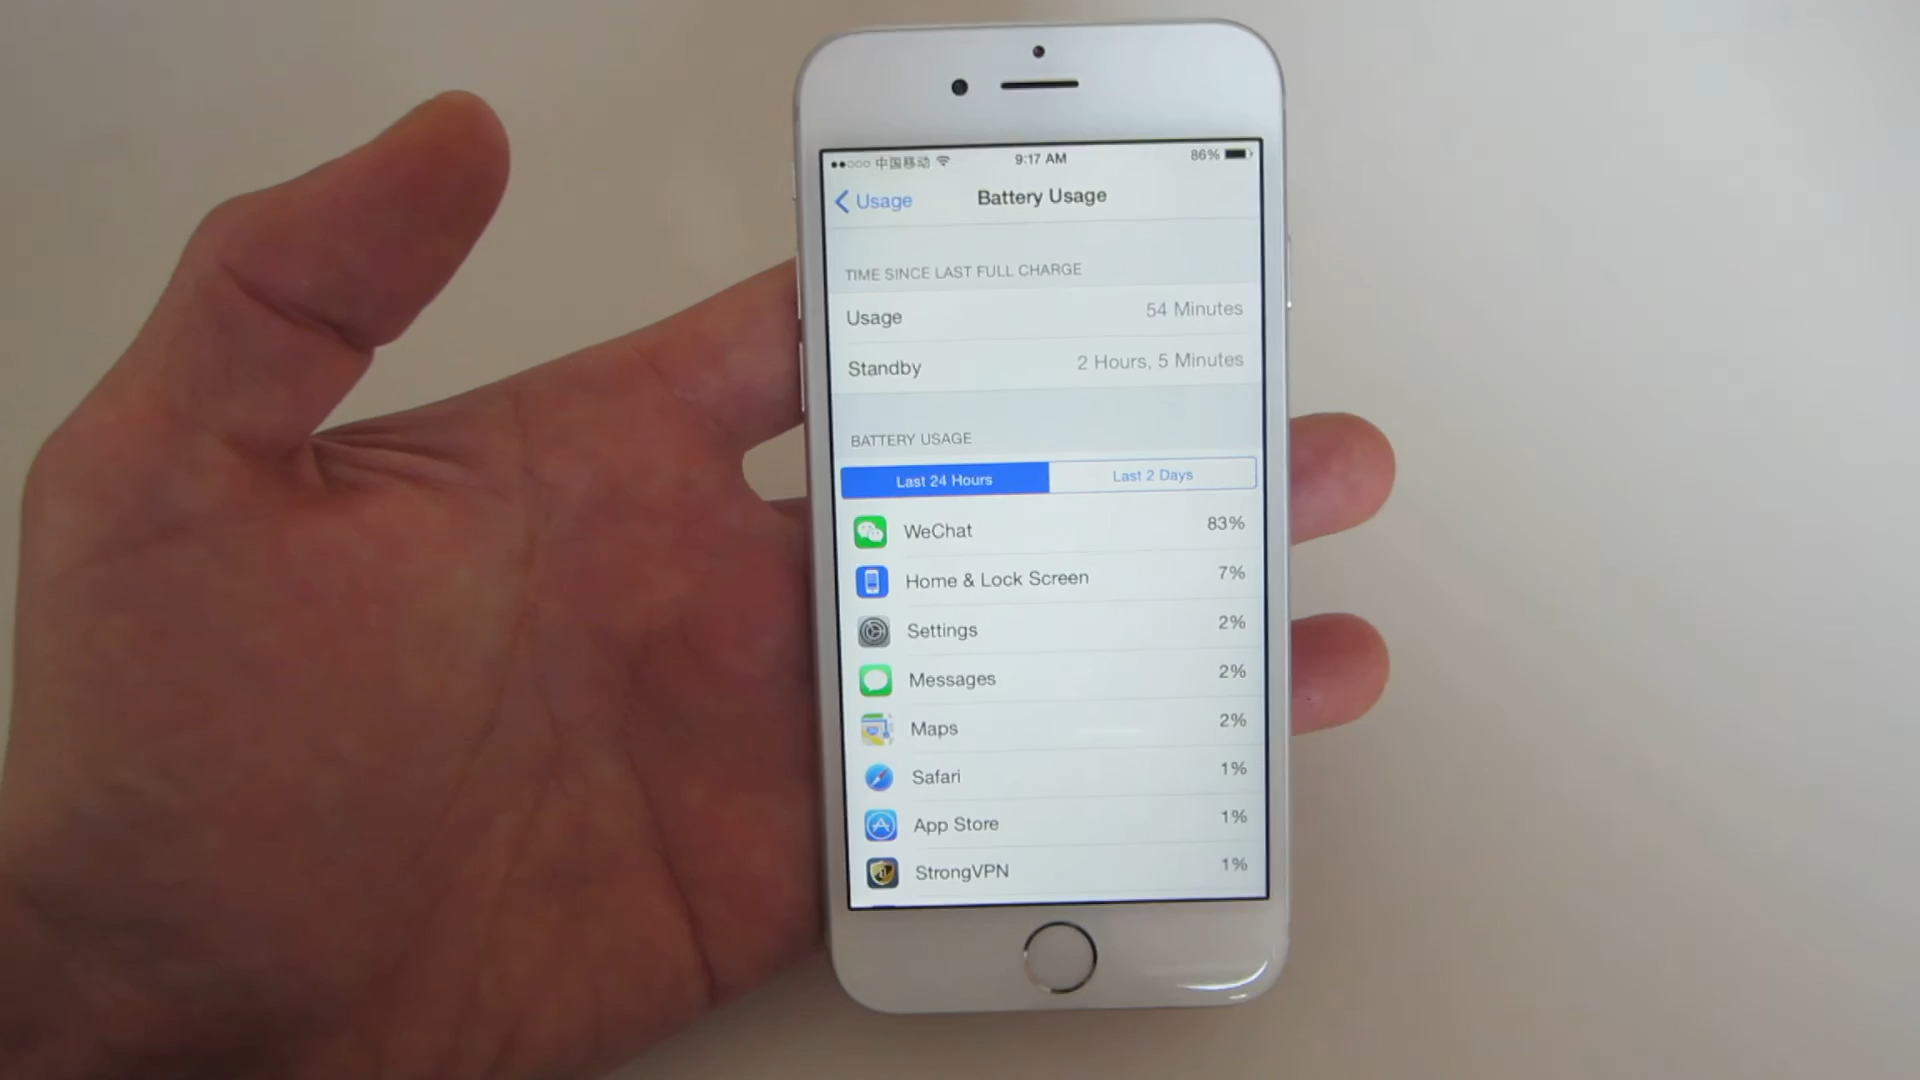 中国移动 9:17 AM 86%
Usage Battery Usage
TIME SINCE LAST FULL CHARGE
Usage 54 Minutes
Standby 2 Hours, 5 Minutes
BATTERY USAGE
Last 24 Hours Last 2 Days
WeChat 83%
Home & Lock Screen 7%
Settings 2%
Messages 2%
Maps 2%
Safari 1%
App Store 1%
StrongVPN 1%